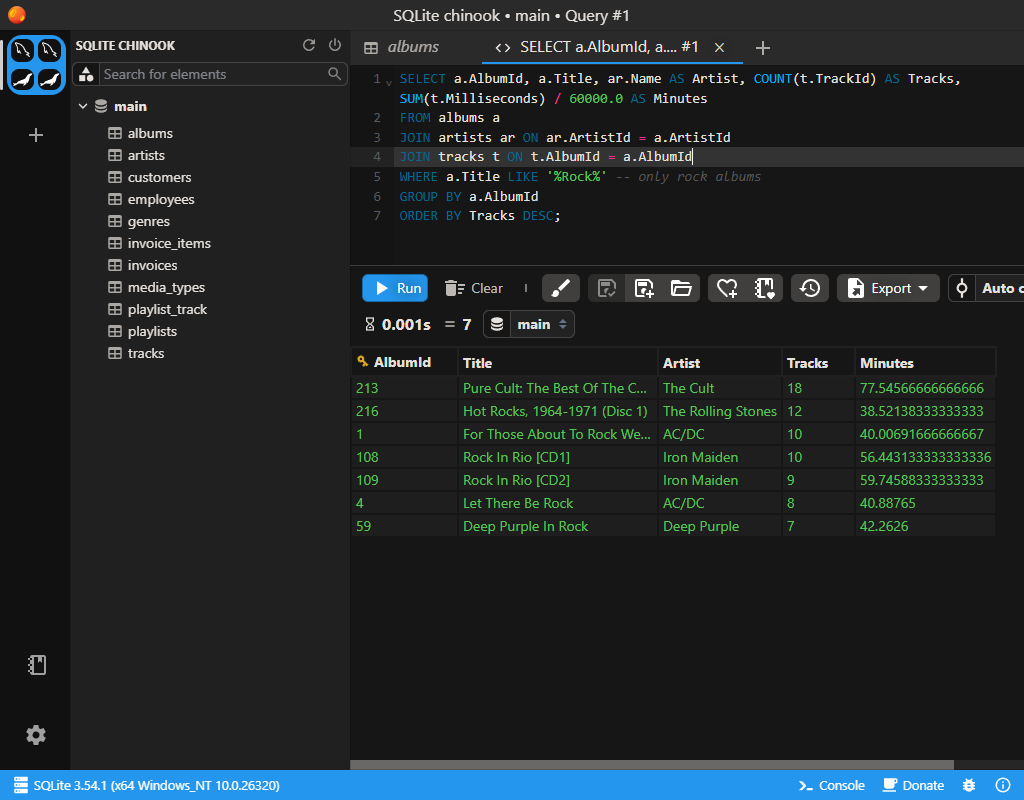 SQLite chinook • main • Query #1
SQLITE CHINOOK
Search for elements
main
albums
artists
customers
employees
genres
invoice_items
invoices
media_types
playlist_track
playlists
tracks
albums
SELECT a.AlbumId, a.... #1
1 SELECT a.AlbumId, a.Title, ar.Name AS Artist, COUNT(t.TrackId) AS Tracks,
SUM(t.Milliseconds) / 60000.0 AS Minutes
2 FROM albums a
3 JOIN artists ar ON ar.ArtistId = a.ArtistId
4 JOIN tracks t ON t.AlbumId = a.AlbumId
5 WHERE a.Title LIKE '%Rock%' -- only rock albums
6 GROUP BY a.AlbumId
7 ORDER BY Tracks DESC;
Run Clear Export Auto c
0.001s = 7 main
AlbumId Title Artist Tracks Minutes
213 Pure Cult: The Best Of The C... The Cult 18 77.54566666666666
216 Hot Rocks, 1964-1971 (Disc 1) The Rolling Stones 12 38.52138333333333
1 For Those About To Rock We... AC/DC 10 40.00691666666667
108 Rock In Rio [CD1] Iron Maiden 10 56.443133333333336
109 Rock In Rio [CD2] Iron Maiden 9 59.74588333333333
4 Let There Be Rock AC/DC 8 40.88765
59 Deep Purple In Rock Deep Purple 7 42.2626
SQLite 3.54.1 (x64 Windows_NT 10.0.26320)
Console Donate